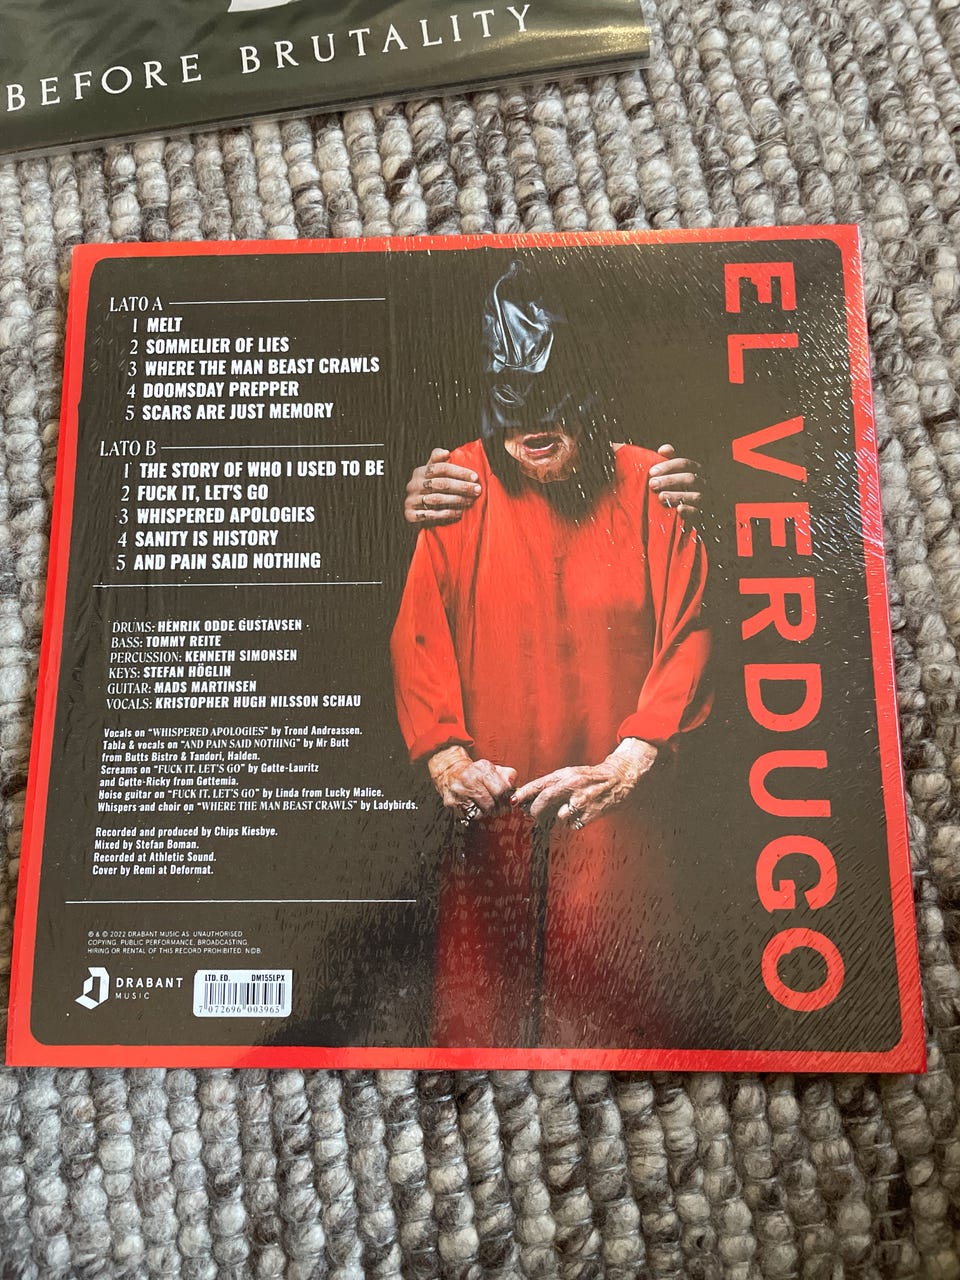 BEFORE BRUTALITY
LATO A
1 MELT
2 SOMMELIER OF LIES
3 WHERE THE MAN BEAST CRAWLS
4 DOOMSDAY PREPPER
5 SCARS ARE JUST MEMORY
LATO B
1 THE STORY OF WHO I USED TO BE
2 FUCK IT, LET'S GO
3 WHISPERED APOLOGIES
4 SANITY IS HISTORY
5 AND PAIN SAID NOTHING
DRUMS: HENRIK ODDE GUSTAVSEN
BASS: TOMMY REITE
PERCUSSION: KENNETH SIMONSEN
KEYS: STEFAN HÖGLIN
GUITAR: MADS MARTINSEN
VOCALS: KRISTOPHER HUGH NILSSON SCHAU
Vocals on "WHISPERED APOLOGIES" by Trond Andreassen.
Tabla & vocals on "AND PAIN SAID NOTHING" by Mr Butt
from Butts Bistro & Tandori, Halden.
Screams on "FUCK IT, LET'S GO" by Gøtte-Lauritz
and Gøtte-Ricky from Gøttemia.
Noise guitar on "FUCK IT, LET'S GO" by Linda from Lucky Malice.
Whispers and choir on "WHERE THE MAN BEAST CRAWLS" by Ladybirds.
Recorded and produced by Chips Kiesbye.
Mixed by Stefan Boman.
Recorded at Athletic Sound.
Cover by Remi at Deformat.
℗ & © 2022 DRABANT MUSIC AS. UNAUTHORISED
COPYING, PUBLIC PERFORMANCE, BROADCASTING,
HIRING OR RENTAL OF THIS RECORD PROHIBITED. N©B.
DRABANT
MUSIC
LTD. ED. DM155LPX
7 072696 003965
EL VERDUGO